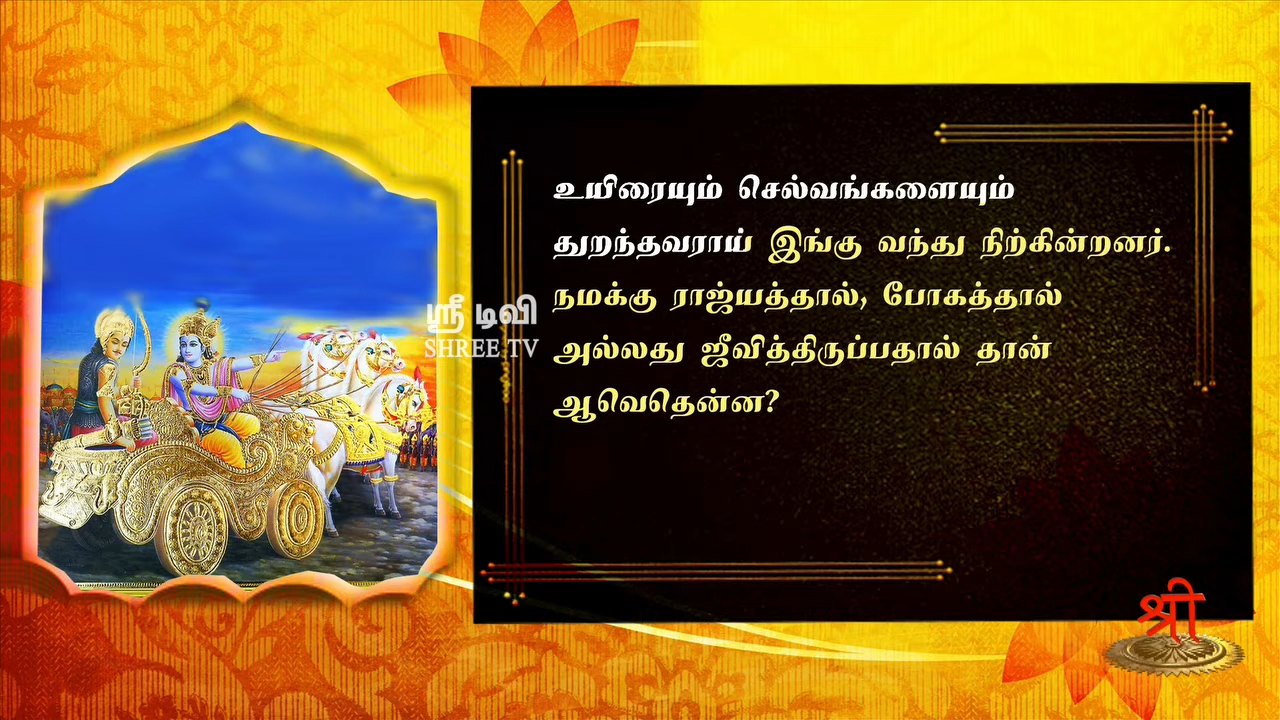 உயிரையும் செல்வங்களையும்
துறந்தவராய் இங்கு வந்து நிற்கின்றனர்.
நமக்கு ராஜ்யத்தால், போகத்தால்
அல்லது ஜீவித்திருப்பதால் தான்
ஆவெதென்ன?
ஸ்ரீ டிவி
SHREE TV
श्री